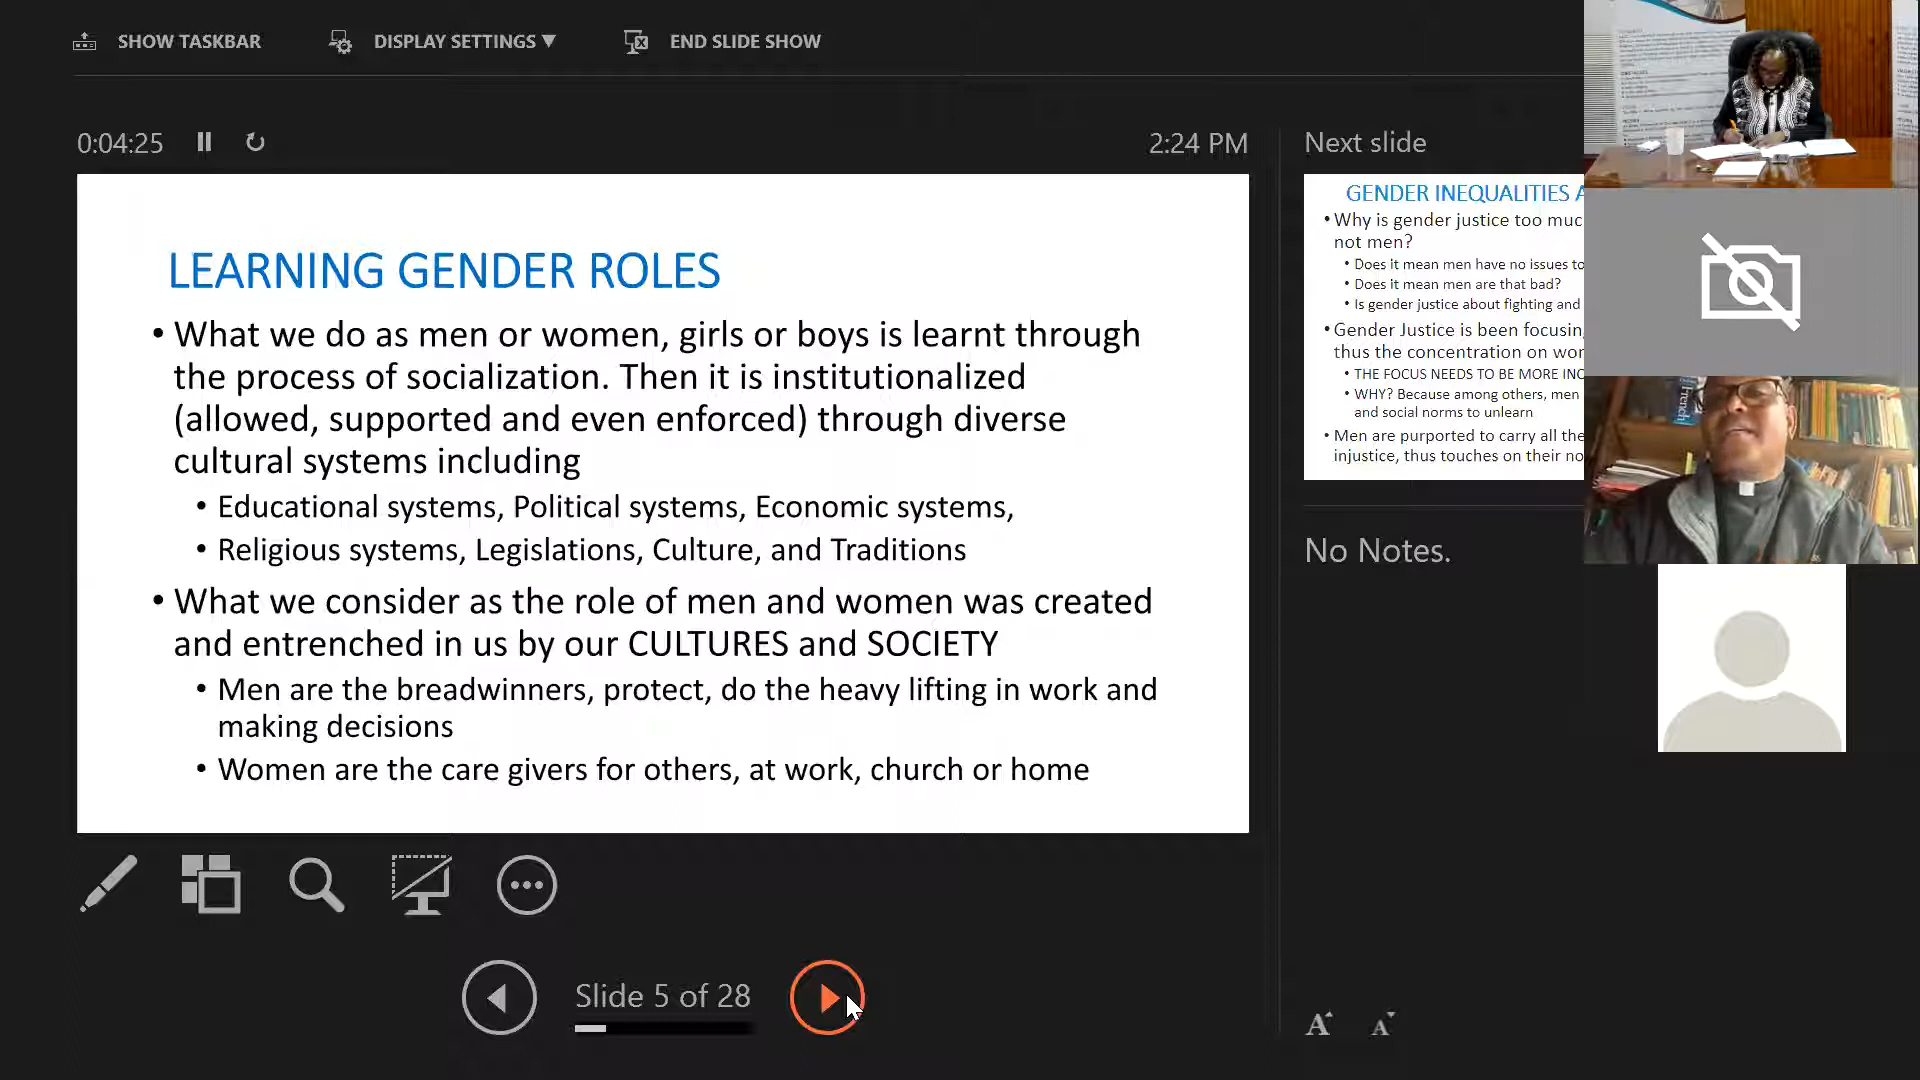 SHOW TASKBAR
DISPLAY SETTINGS ▼
END SLIDE SHOW
0:04:25
2:24 PM
LEARNING GENDER ROLES
• What we do as men or women, girls or boys is learnt through
the process of socialization. Then it is institutionalized
(allowed, supported and even enforced) through diverse
cultural systems including
• Educational systems, Political systems, Economic systems,
• Religious systems, Legislations, Culture, and Traditions
• What we consider as the role of men and women was created
and entrenched in us by our CULTURES and SOCIETY
• Men are the breadwinners, protect, do the heavy lifting in work and
making decisions
• Women are the care givers for others, at work, church or home
Slide 5 of 28
Next slide
GENDER INEQUALITIES
• Why is gender justice too
not men?
• Does it mean men have no issues to
• Does it mean men are that bad?
• Is gender justice about fighting and
• Gender Justice is been
thus the concentration on
• THE FOCUS NEEDS TO BE MORE
• WHY? Because among others, men
and social norms to unlearn
• Men are purported to carry all the
injustice, thus touches on their
No Notes.
A
A
French